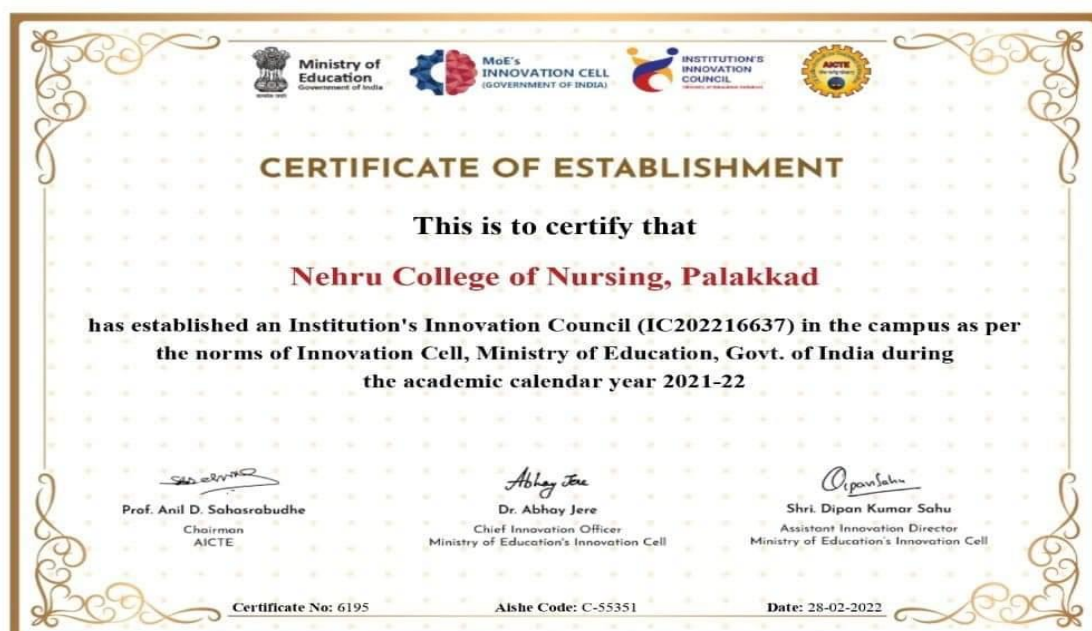 Ministry of
Education
Government of India
MoE's
INNOVATION CELL
(GOVERNMENT OF INDIA)
INSTITUTION'S
INNOVATION
COUNCIL
AICTE
CERTIFICATE OF ESTABLISHMENT
This is to certify that
Nehru College of Nursing, Palakkad
has established an Institution's Innovation Council (IC202216637) in the campus as per
the norms of Innovation Cell, Ministry of Education, Govt. of India during
the academic calendar year 2021-22
Abhay Jere
Dipan Sahu
Prof. Anil D. Sahasrabudhe
Dr. Abhay Jere
Shri. Dipan Kumar Sahu
Chairman
Chief Innovation Officer
Assistant Innovation Director
AICTE
Ministry of Education's Innovation Cell
Ministry of Education's Innovation Cell
Certificate No: 6195
Aishe Code: C-55351
Date: 28-02-2022